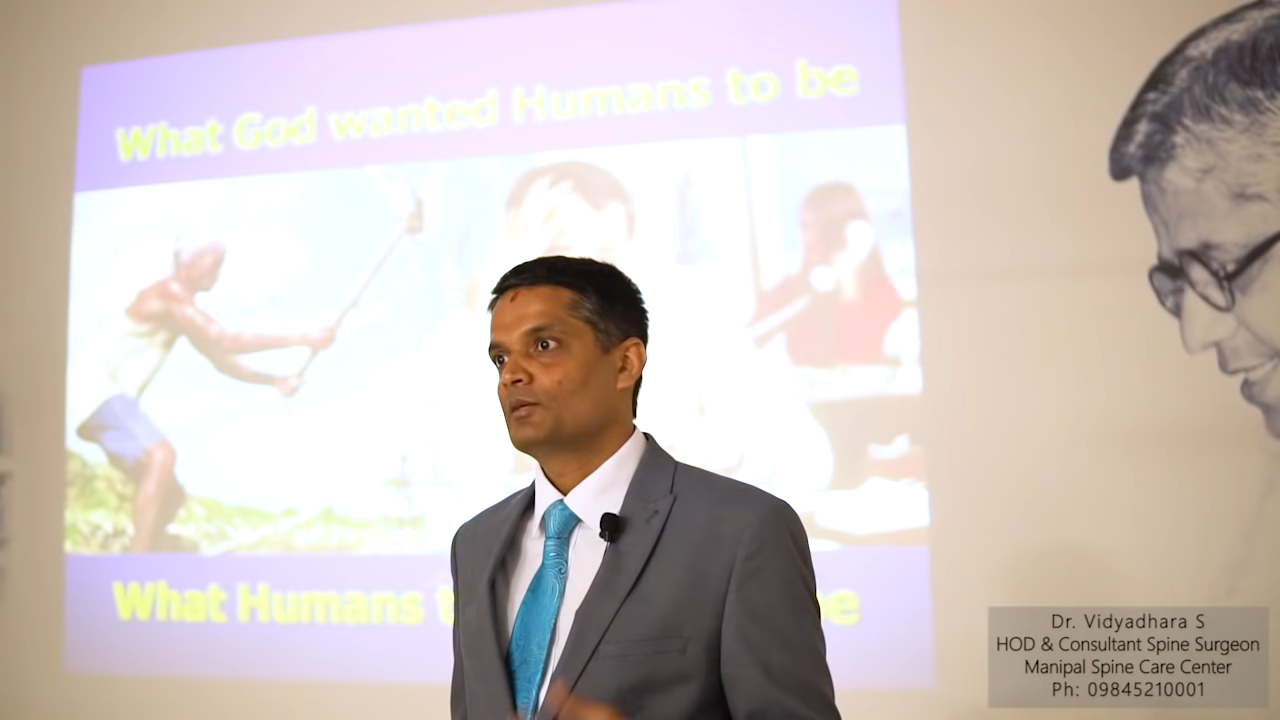 What God wanted Humans to be
What Humans
be
Dr. Vidyadhara S
HOD & Consultant Spine Surgeon
Manipal Spine Care Center
Ph: 09845210001